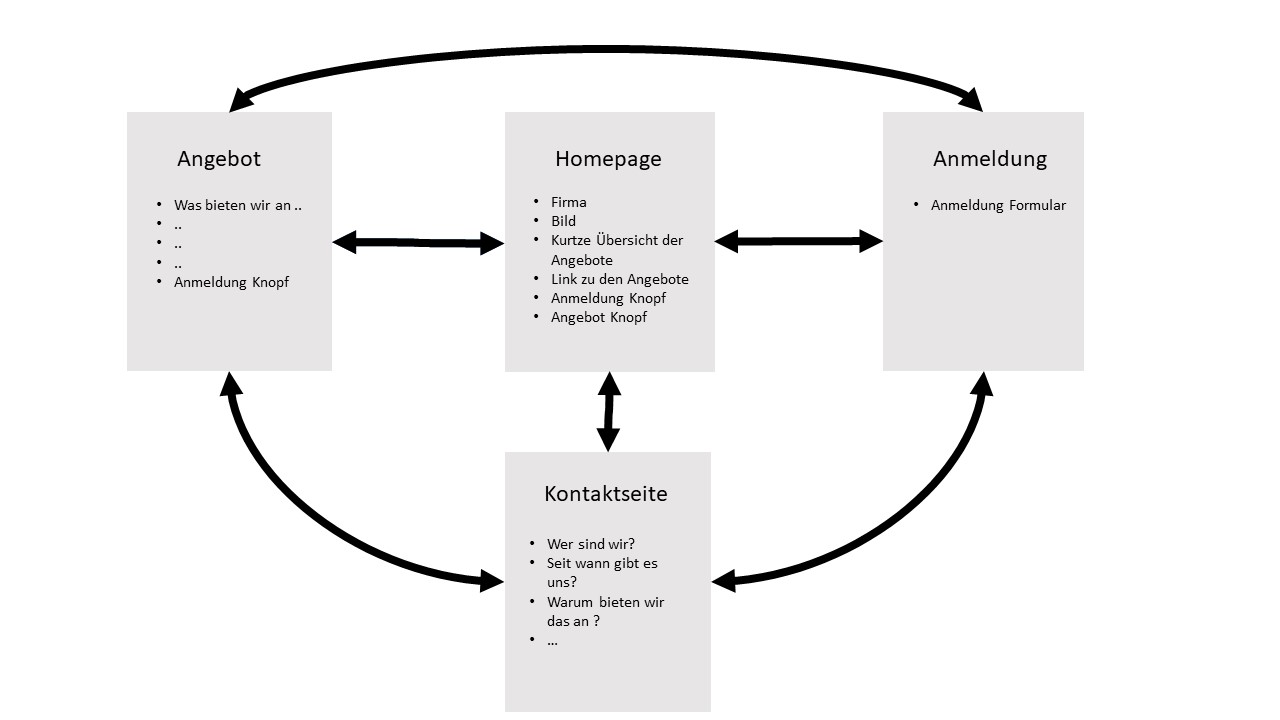 Angebot
• Was bieten wir an ..
• ..
• ..
• ..
• Anmeldung Knopf
Homepage
• Firma
• Bild
• Kurtze Übersicht der
Angebote
• Link zu den Angebote
• Anmeldung Knopf
• Angebot Knopf
Anmeldung
• Anmeldung Formular
Kontaktseite
• Wer sind wir?
• Seit wann gibt es
uns?
• Warum bieten wir
das an ?
• ...